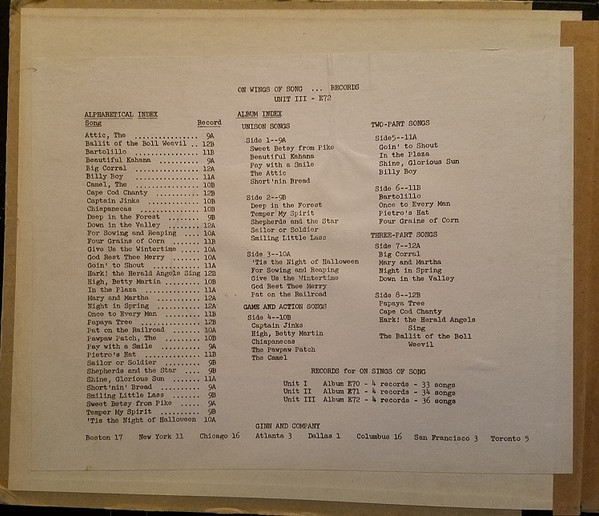 ON WINGS OF SONG ... RECORDS
UNIT III - E72
ALPHABETICAL INDEX
Song Record
Attic, The ................ 9A
Ballit of the Boll Weevil .. 12B
Bartolillo ................ 11B
Beautiful Kahana .......... 9A
Big Corral ................ 12A
Billy Boy ................. 11A
Camel, The ................ 10B
Cape Cod Chanty ........... 12B
Captain Jinks ............. 10B
Chiapanecas ............... 10B
Deep in the Forest ........ 9B
Down in the Valley ........ 12A
For Sowing and Reaping .... 10A
Four Grains of Corn ....... 11B
Give Us the Wintertime .... 10A
God Rest Thee Merry ....... 10A
Goin' to Shout ............ 11A
Hark! the Herald Angels Sing 12B
High, Betty Martin ........ 10B
In the Plaza .............. 11A
Mary and Martha ........... 12A
Night in Spring ........... 12A
Once to Every Man ......... 11B
Papaya Tree ............... 12B
Pat on the Railroad ....... 10A
Pawpaw Patch, The ......... 10B
Pay with a Smile .......... 9A
Pietro's Hat .............. 11B
Sailor or Soldier ......... 9B
Shepherds and the Star .... 9B
Shine, Glorious Sun ....... 11A
Short'nin' Bread .......... 9A
Smiling Little Lass ....... 9B
Sweet Betsy from Pike ..... 9A
Temper My Spirit .......... 9B
'Tis the Night of Halloween 10A
ALBUM INDEX
UNISON SONGS
Side 1--9A
Sweet Betsy from Pike
Beautiful Kahana
Pay with a Smile
The Attic
Short'nin Bread
Side 2--9B
Deep in the Forest
Temper My Spirit
Shepherds and the Star
Sailor or Soldier
Smiling Little Lass
Side 3--10A
'Tis the Night of Halloween
For Sowing and Reaping
Give Us the Wintertime
God Rest Thee Merry
Pat on the Railroad
GAME AND ACTION SONGS
Side 4--10B
Captain Jinks
High, Betty Martin
Chiapanecas
The Pawpaw Patch
The Camel
TWO-PART SONGS
Side5--11A
Goin' to Shout
In the Plaza
Shine, Glorious Sun
Billy Boy
Side 6--11B
Bartolillo
Once to Every Man
Pietro's Hat
Four Grains of Corn
THREE-PART SONGS
Side 7--12A
Big Corral
Mary and Martha
Night in Spring
Down in the Valley
Side 8--12B
Papaya Tree
Cape Cod Chanty
Hark! the Herald Angels
Sing
The Ballit of the Boll
Weevil
RECORDS for ON SINGS OF SONG
Unit I Album E70 - 4 records - 33 songs
Unit II Album E71 - 4 records - 34 songs
Unit III Album E72 - 4 records - 36 songs
GINN AND COMPANY
Boston 17 New York 11 Chicago 16 Atlanta 3 Dallas 1 Columbus 16 San Francisco 3 Toronto 5